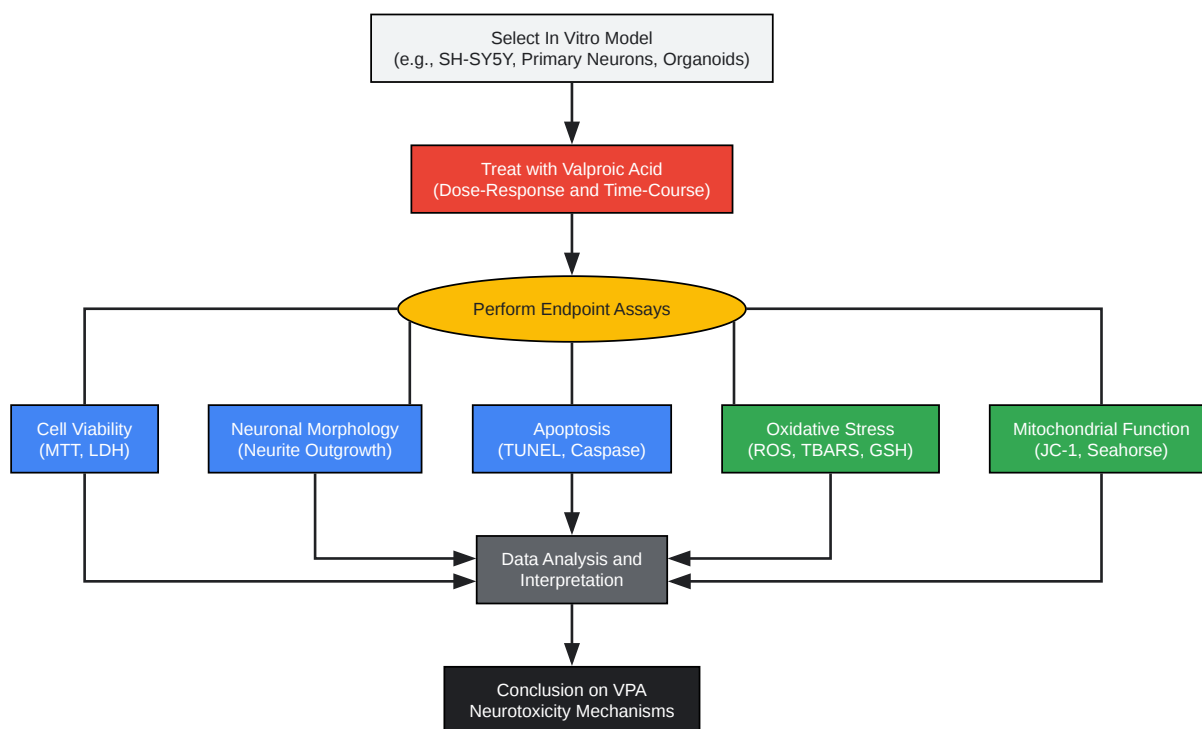 Select In Vitro Model
(e.g., SH-SY5Y, Primary Neurons, Organoids)
Treat with Valproic Acid
(Dose-Response and Time-Course)
Perform Endpoint Assays
Cell Viability
(MTT, LDH)
Neuronal Morphology
(Neurite Outgrowth)
Apoptosis
(TUNEL, Caspase)
Oxidative Stress
(ROS, TBARS, GSH)
Mitochondrial Function
(JC-1, Seahorse)
Data Analysis and
Interpretation
Conclusion on VPA
Neurotoxicity Mechanisms